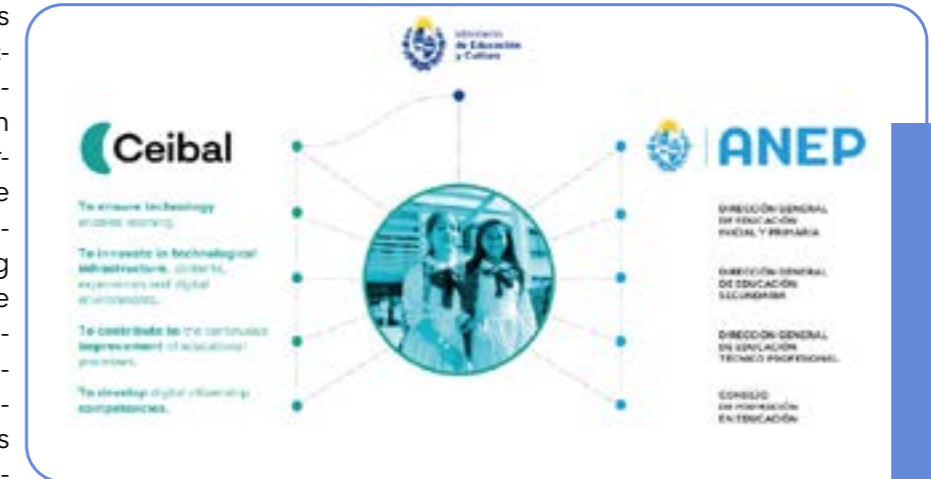 Ministerio
de Educación
y Cultura
Ceibal
ANEP
To ensure technology
enables learning.
To innovate in technological
infrastructure, contents,
experiences and digital
environments.
To contribute to the continuous
improvement of educational
processes.
To develop digital citizenship
competencies.
DIRECCIÓN GENERAL
DE EDUCACIÓN
INICIAL Y PRIMARIA
DIRECCIÓN GENERAL
DE EDUCACIÓN
SECUNDARIA
DIRECCIÓN GENERAL
DE EDUCACIÓN
TÉCNICO PROFESIONAL
CONSEJO
DE FORMACIÓN
EN EDUCACIÓN